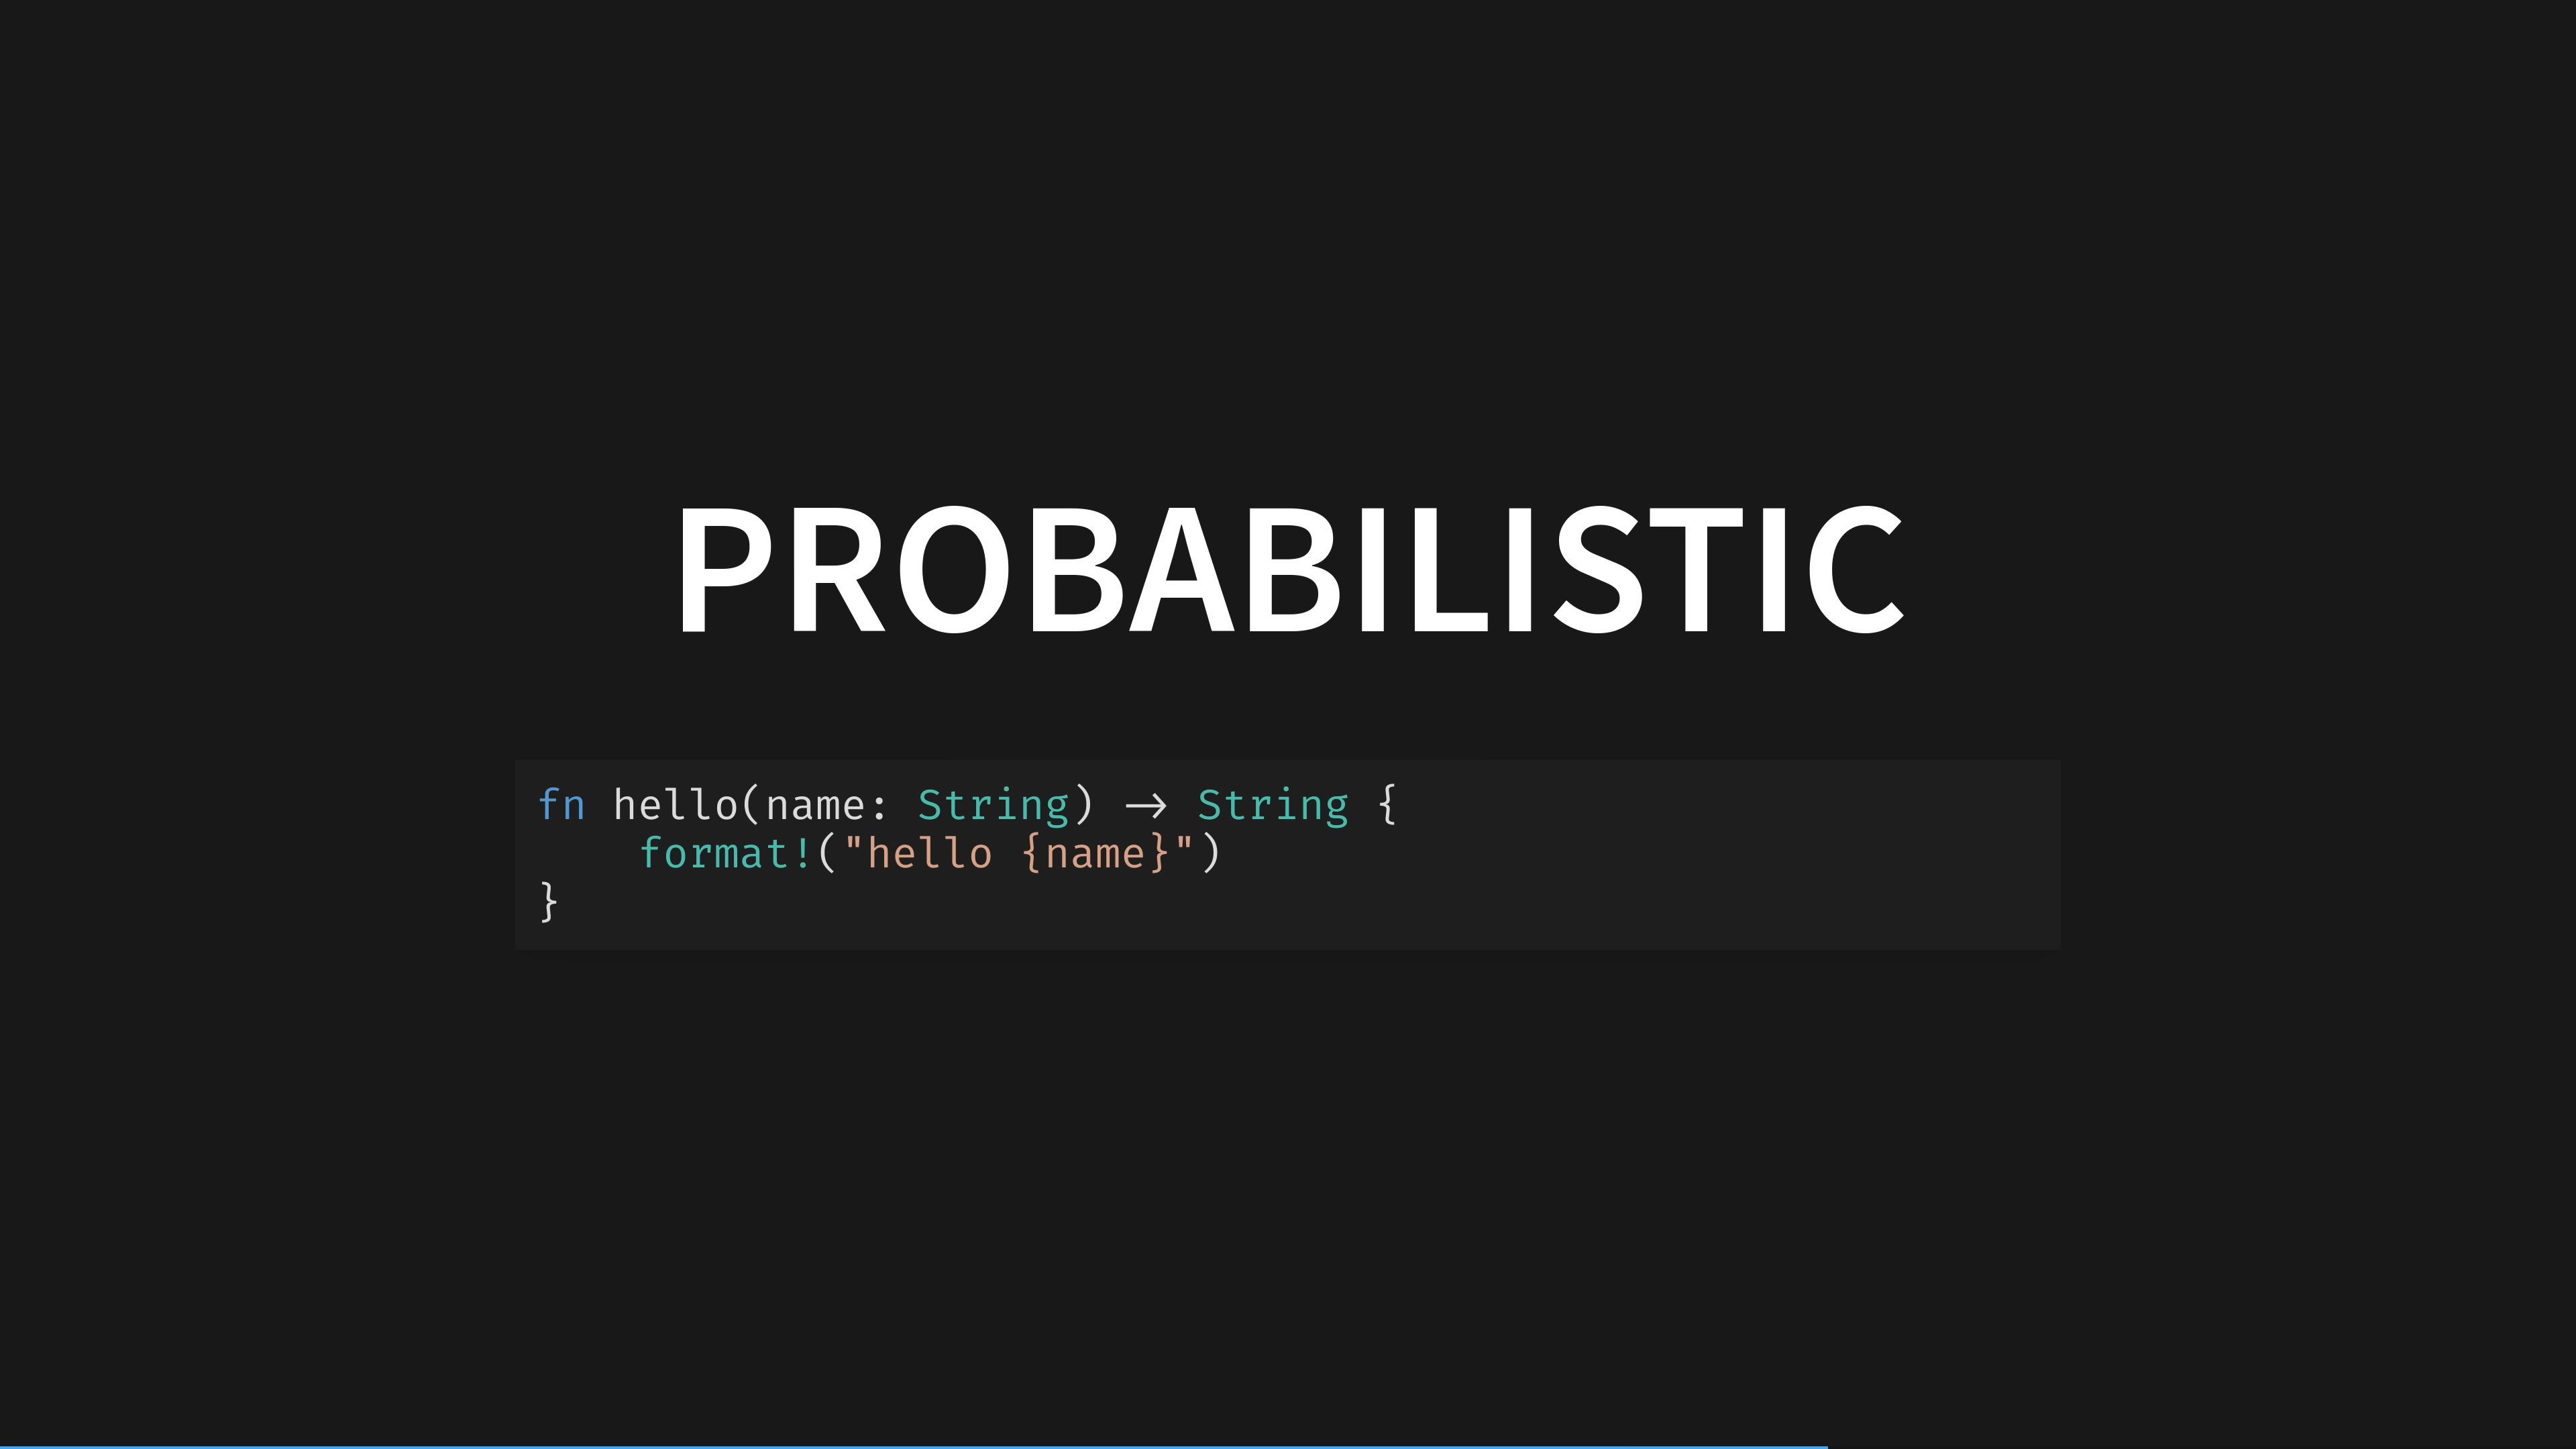 PROBABILISTIC
fn hello(name: String) -> String {
    format!("hello {name}")
}